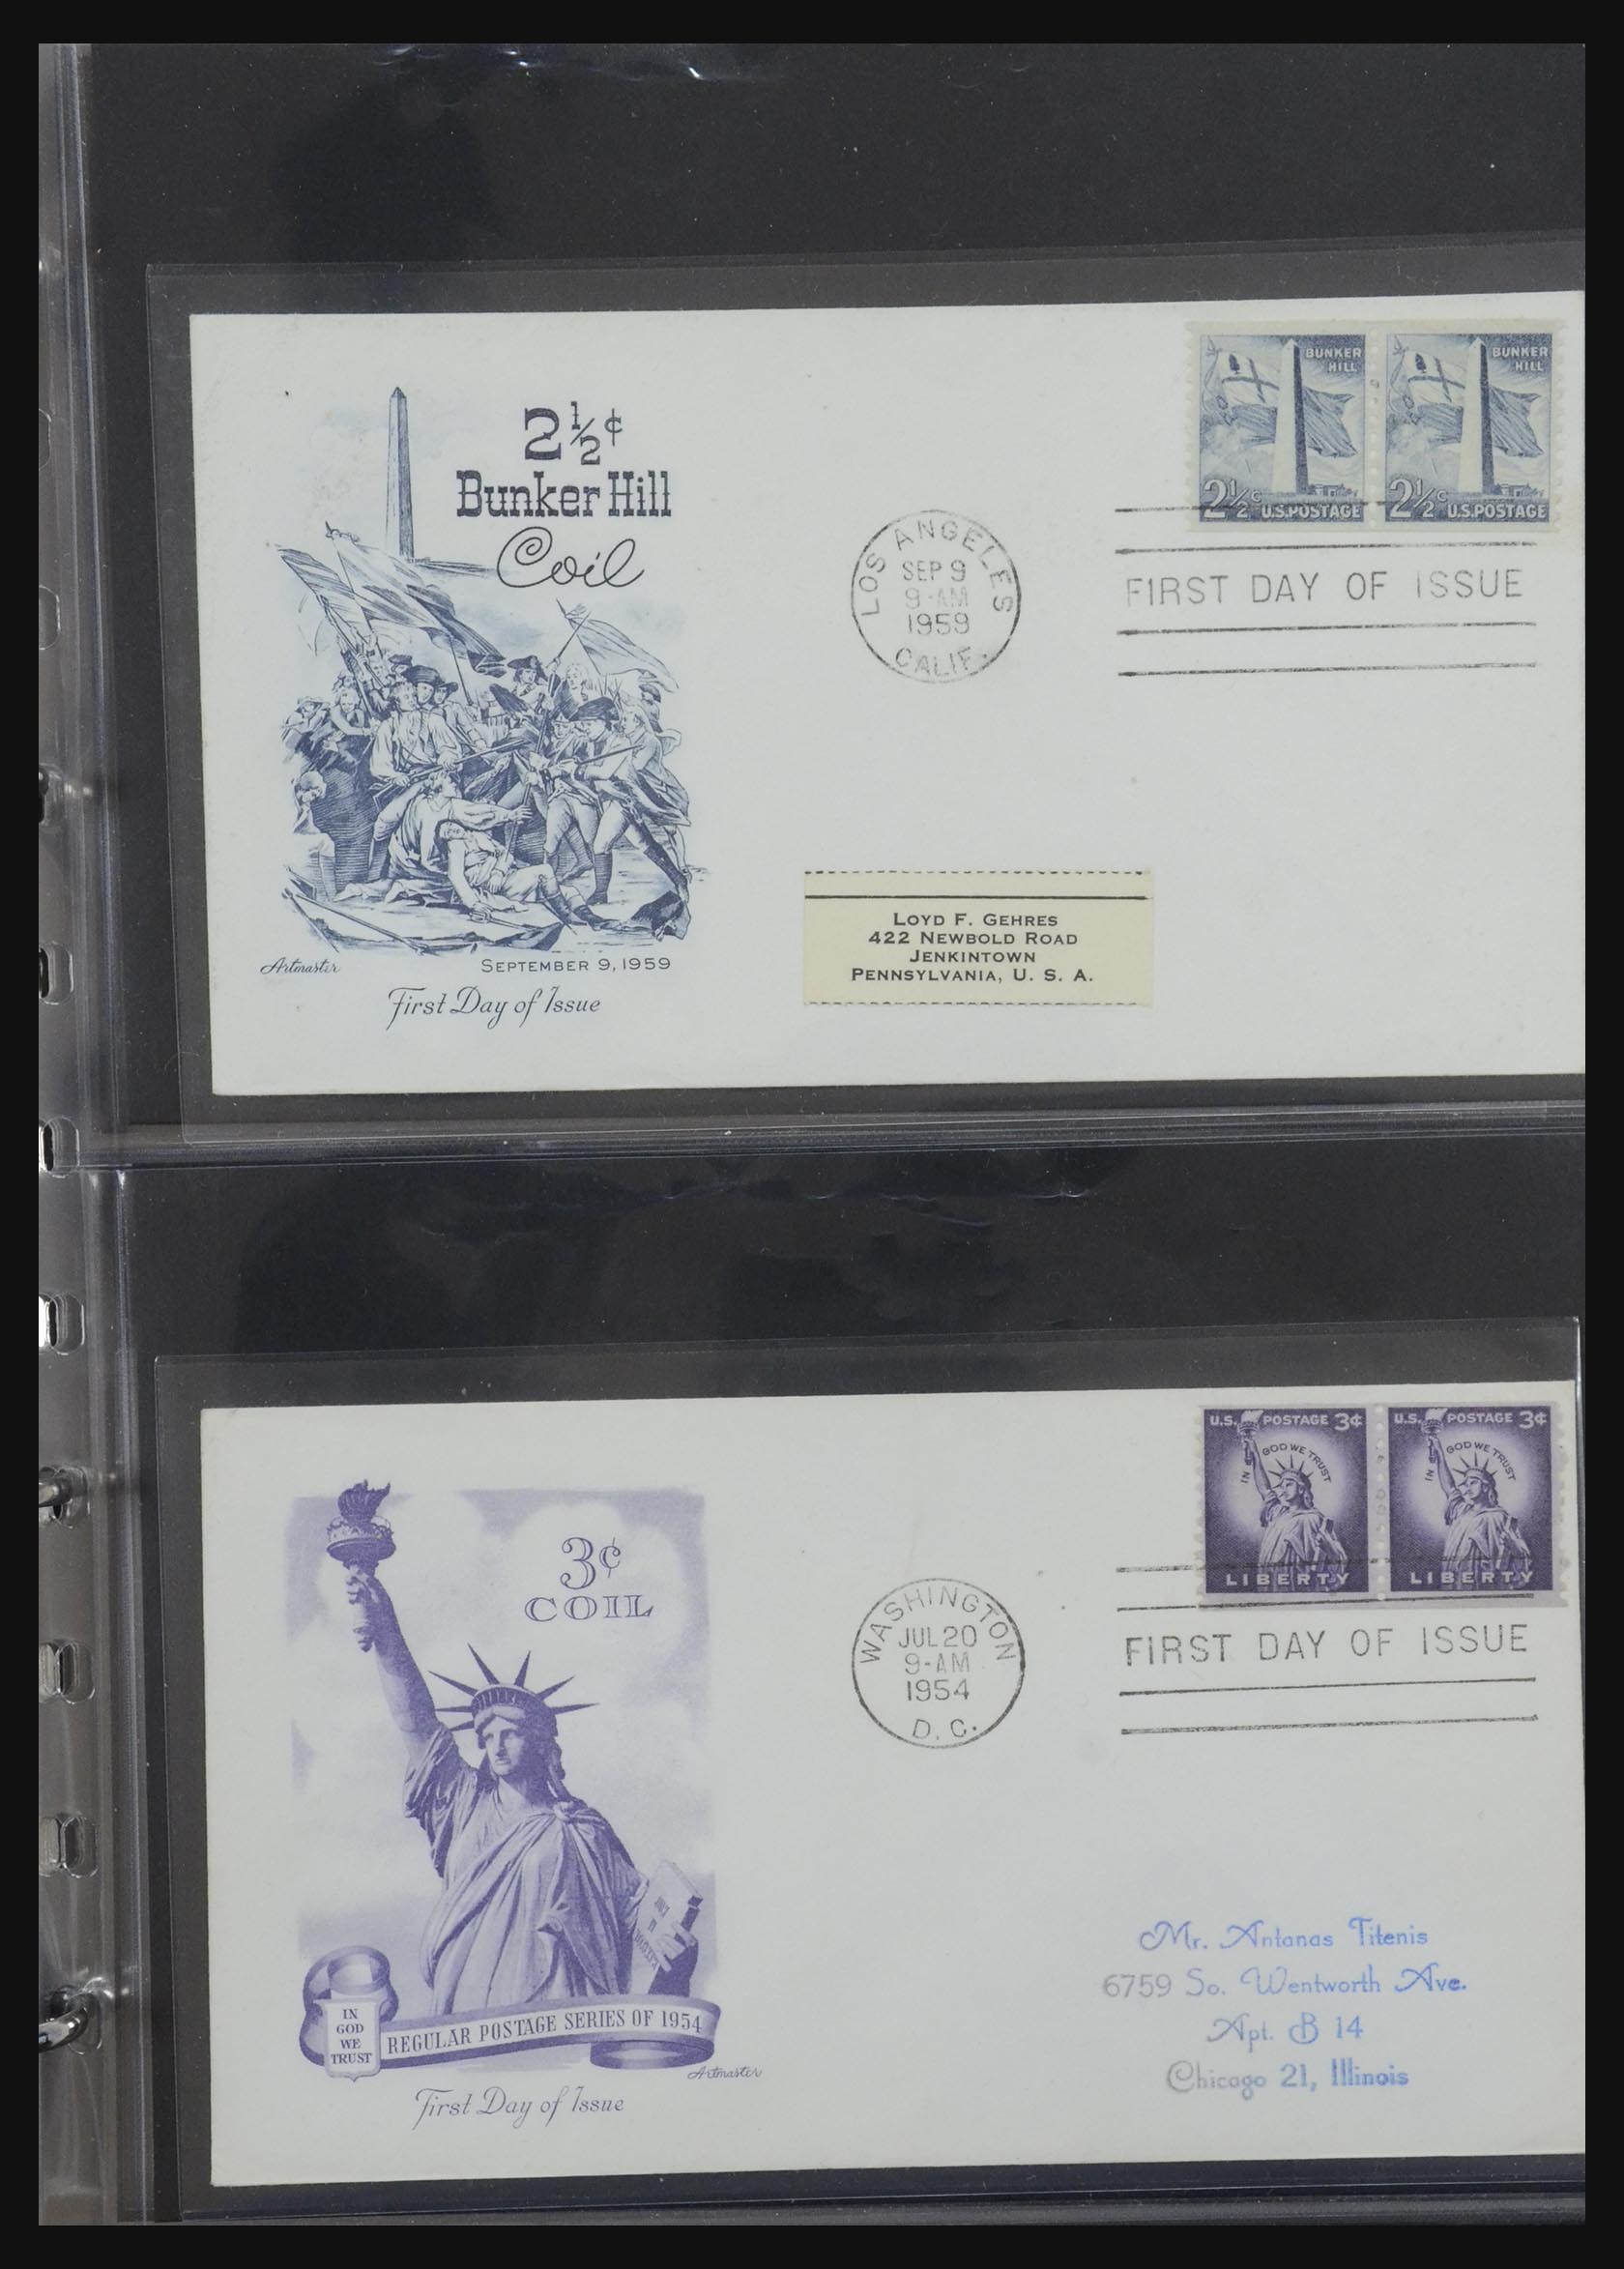 2½¢
Bunker Hill
Coil
Artmaster
SEPTEMBER 9, 1959
First Day of Issue
LOS ANGELES
SEP 9
9-AM
1959
CALIF.
BUNKER
HILL
2½c U.S.POSTAGE
BUNKER
HILL
2½c U.S.POSTAGE
FIRST DAY OF ISSUE
LOYD F. GEHRES
422 NEWBOLD ROAD
JENKINTOWN
PENNSYLVANIA, U. S. A.
3¢
COIL
IN
GOD
WE
TRUST
REGULAR POSTAGE SERIES OF 1954
Artmaster
First Day of Issue
WASHINGTON
JUL 20
9-AM
1954
D. C.
U.S. POSTAGE 3¢
IN GOD WE TRUST
LIBERTY
U.S. POSTAGE 3¢
IN GOD WE TRUST
LIBERTY
FIRST DAY OF ISSUE
Mr. Antanas Titenis
6759 So. Wentworth Ave.
Apt. B 14
Chicago 21, Illinois